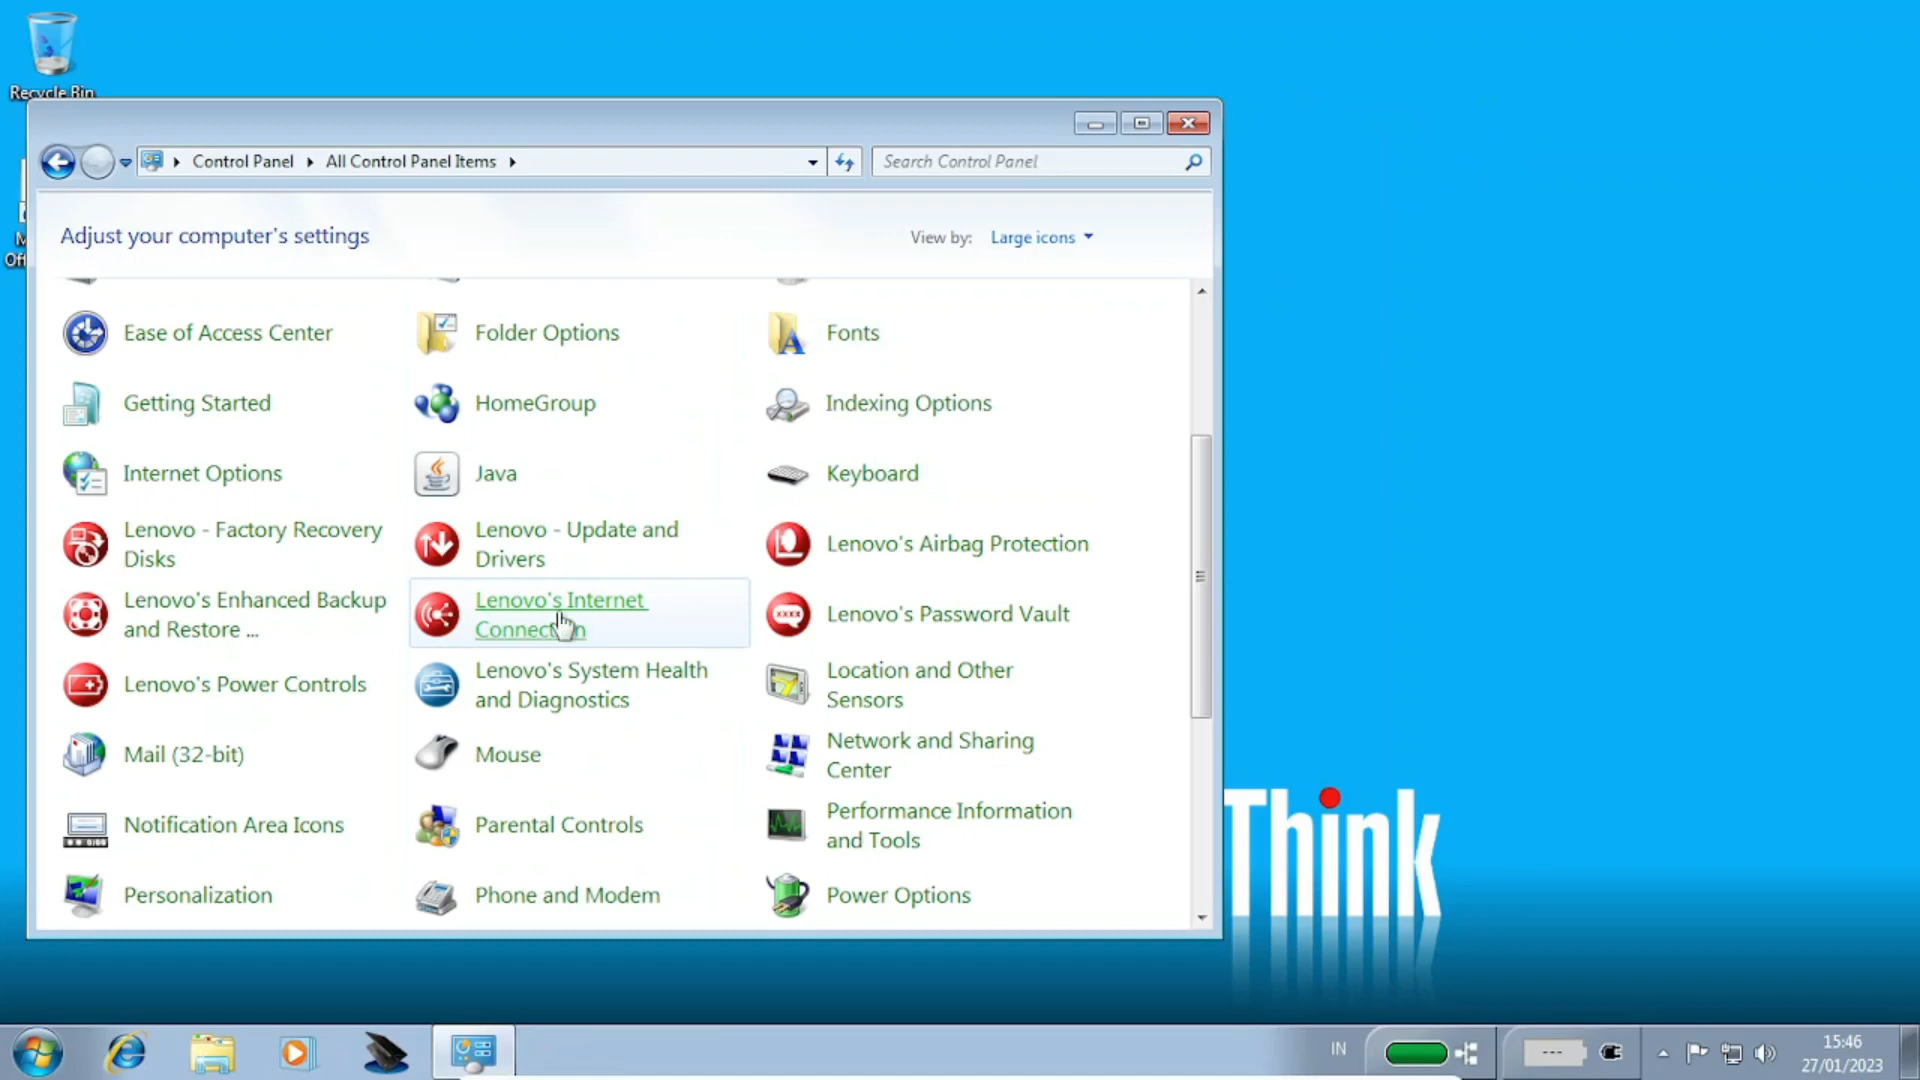 Recycle Bin
Control Panel
All Control Panel Items
Search Control Panel
Adjust your computer's settings
View by:
Large icons
Ease of Access Center
Folder Options
Fonts
Getting Started
HomeGroup
Indexing Options
Internet Options
Java
Keyboard
Lenovo - Factory Recovery
Disks
Lenovo - Update and
Drivers
Lenovo's Airbag Protection
Lenovo's Enhanced Backup
and Restore ...
Lenovo's Internet
Connection
Lenovo's Password Vault
Lenovo's Power Controls
Lenovo's System Health
and Diagnostics
Location and Other
Sensors
Mail (32-bit)
Mouse
Network and Sharing
Center
Notification Area Icons
Parental Controls
Performance Information
and Tools
Personalization
Phone and Modem
Power Options
Think
IN
---
15:46
27/01/2023